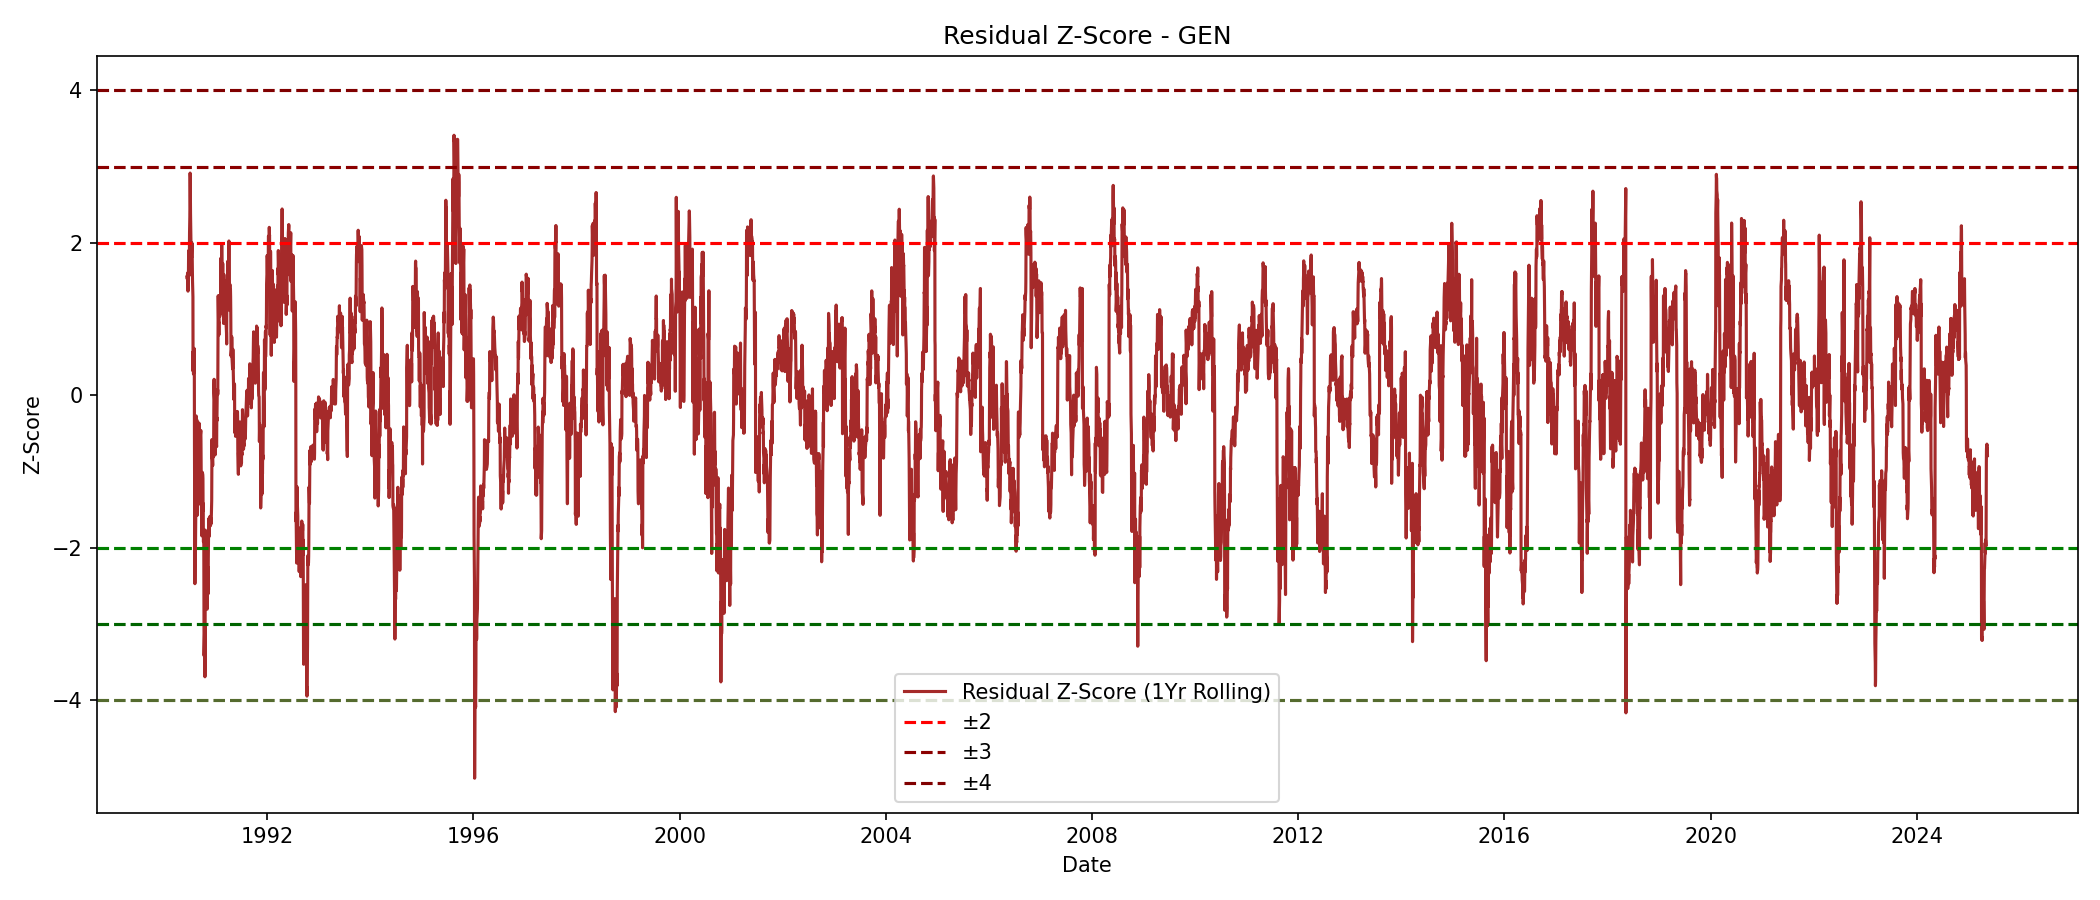 Residual Z-Score - GEN
4
2
0
−2
−4
Z-Score
Residual Z-Score (1Yr Rolling)
±2
±3
±4
1992 1996 2000 2004 2008 2012 2016 2020 2024
Date